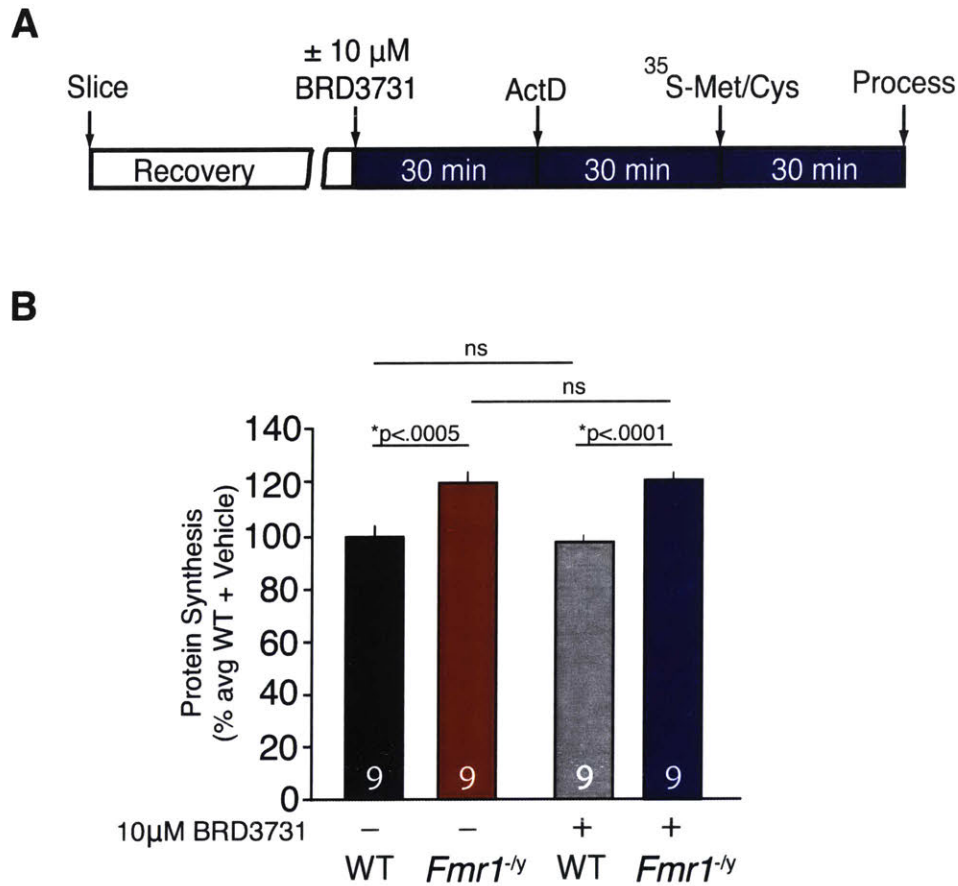 A
Slice
± 10 µM
BRD3731
ActD
35S-Met/Cys
Process
Recovery
30 min
30 min
30 min
B
ns
ns
*p<.0005
*p<.0001
Protein Synthesis
(% avg WT + Vehicle)
140
120
100
80
60
40
20
0
9
9
9
9
10µM BRD3731
− − + +
WT Fmr1-/y WT Fmr1-/y